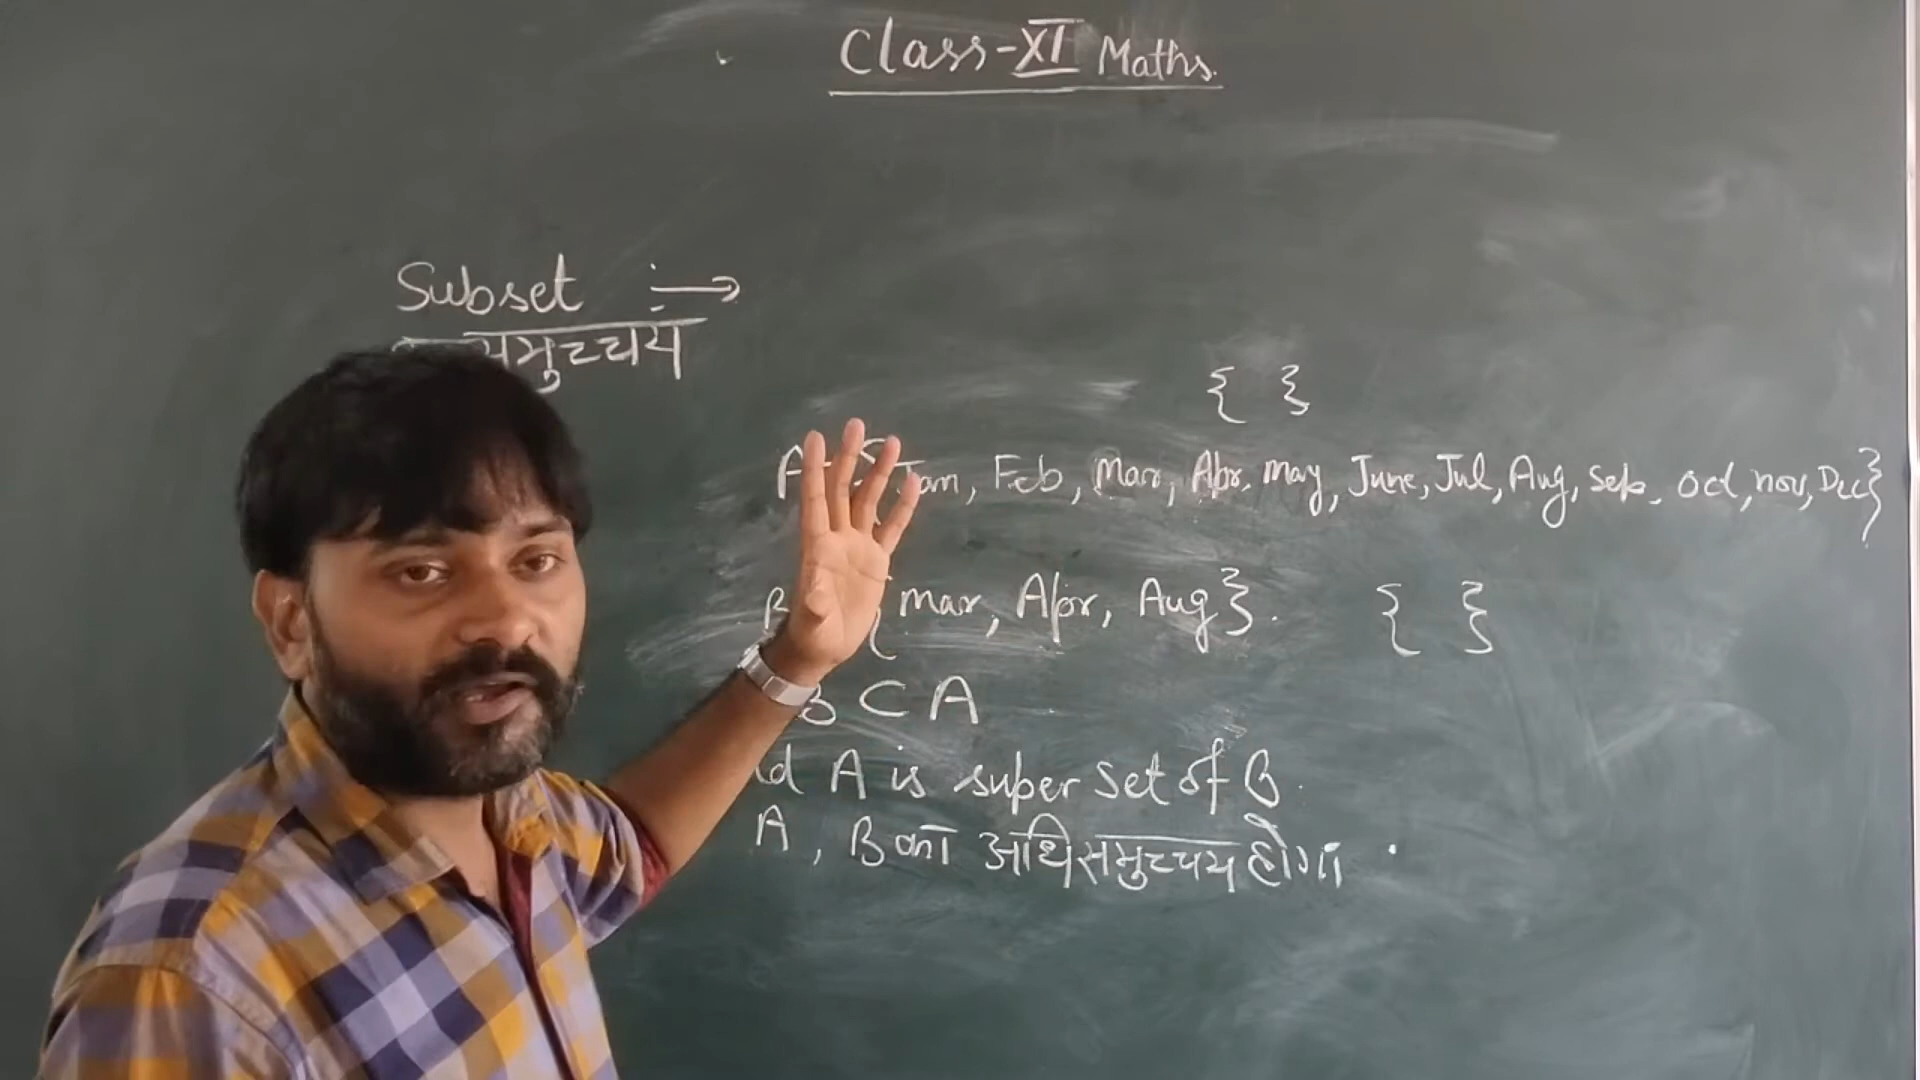 Class-XI Maths.
Subset :→
समुच्चय
{ }
A = { Jan, Feb, Mar, Apr, may, June, Jul, Aug, Sep, Oct, nov, Dec}
B { mar, Apr, Aug}. { }
B ⊂ A
d A is super set of B.
A, B का अधिसमुच्चय होगा.